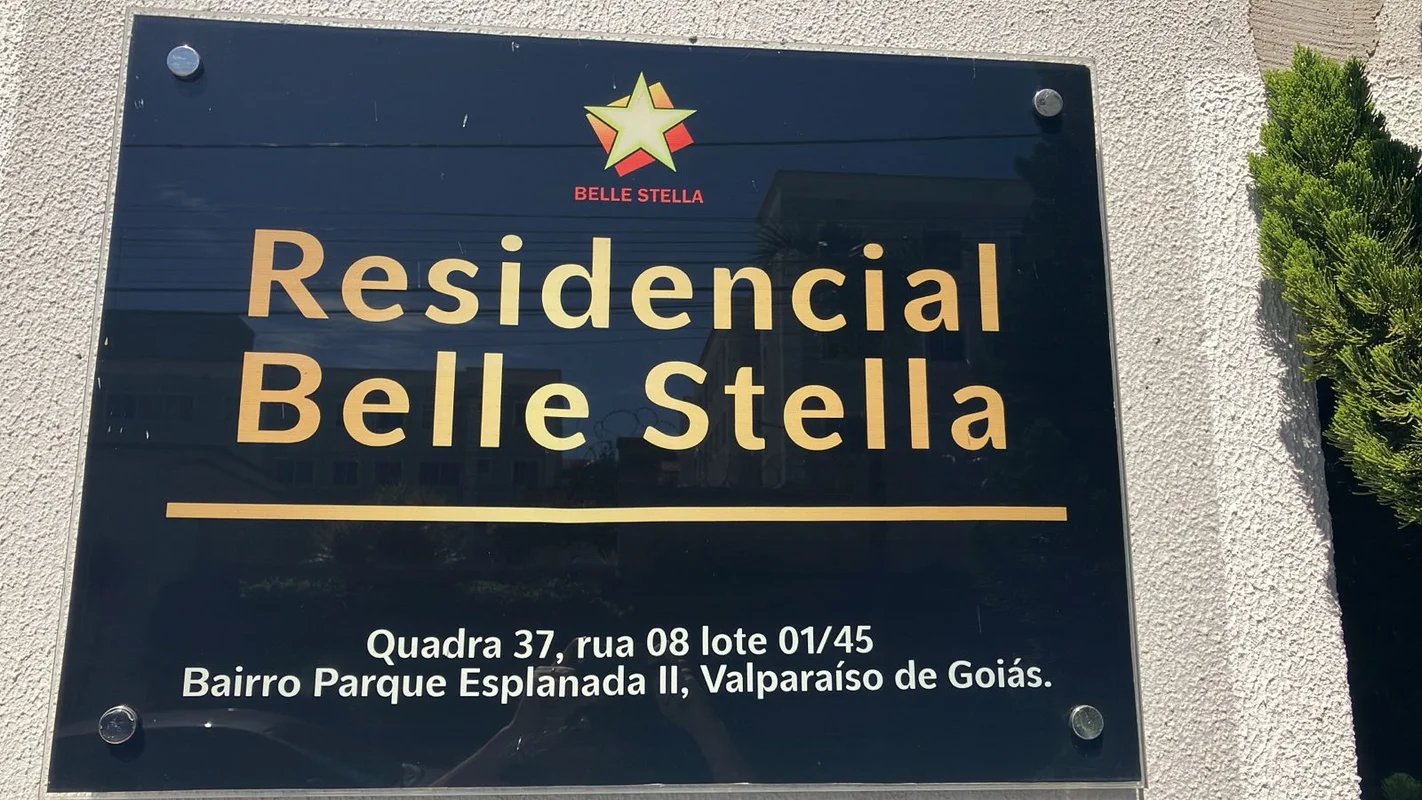 BELLE STELLA
Residencial
Belle Stella
Quadra 37, rua 08 lote 01/45
Bairro Parque Esplanada II, Valparaíso de Goiás.